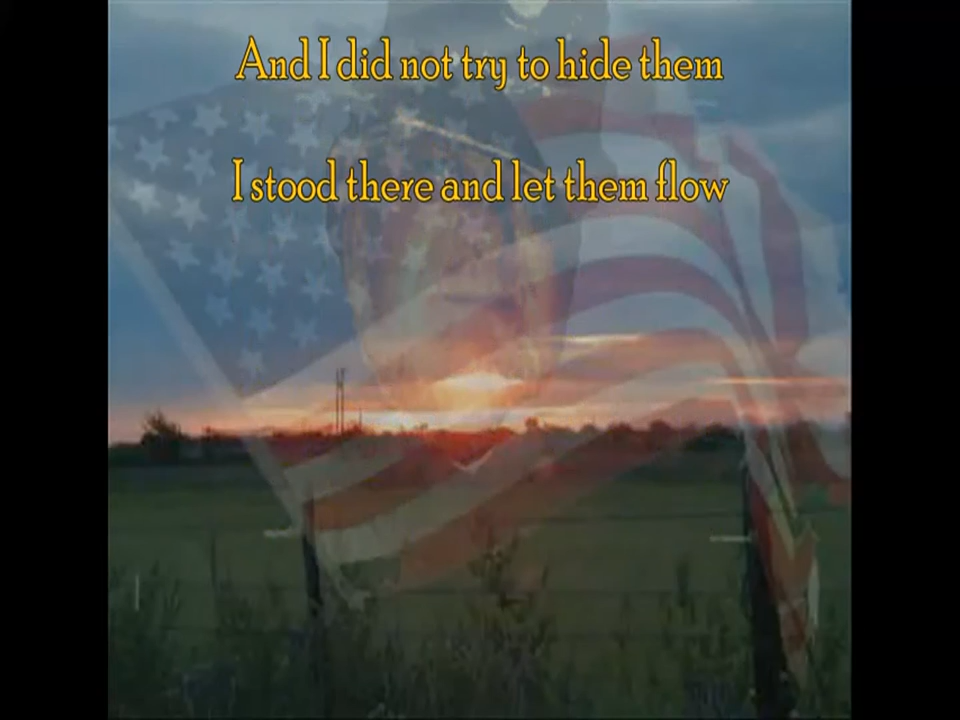 And I did not try to hide them
I stood there and let them flow